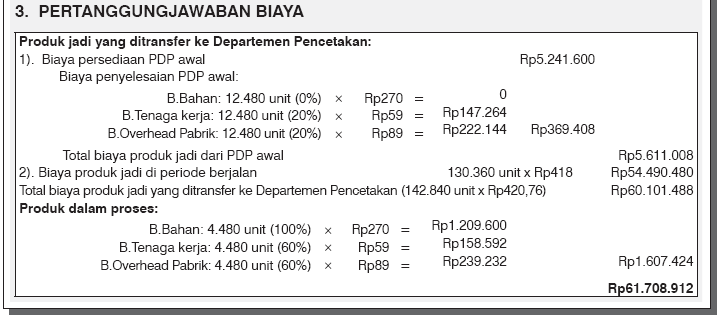 3. PERTANGGUNGJAWABAN BIAYA
Produk jadi yang ditransfer ke Departemen Pencetakan:
1). Biaya persediaan PDP awal Rp5.241.600
Biaya penyelesaian PDP awal:
B.Bahan: 12.480 unit (0%) × Rp270 = 0
B.Tenaga kerja: 12.480 unit (20%) × Rp59 = Rp147.264
B.Overhead Pabrik: 12.480 unit (20%) × Rp89 = Rp222.144 Rp369.408
Total biaya produk jadi dari PDP awal Rp5.611.008
2). Biaya produk jadi di periode berjalan 130.360 unit x Rp418 Rp54.490.480
Total biaya produk jadi yang ditransfer ke Departemen Pencetakan (142.840 unit x Rp420,76) Rp60.101.488
Produk dalam proses:
B.Bahan: 4.480 unit (100%) × Rp270 = Rp1.209.600
B.Tenaga kerja: 4.480 unit (60%) × Rp59 = Rp158.592
B.Overhead Pabrik: 4.480 unit (60%) × Rp89 = Rp239.232 Rp1.607.424
Rp61.708.912